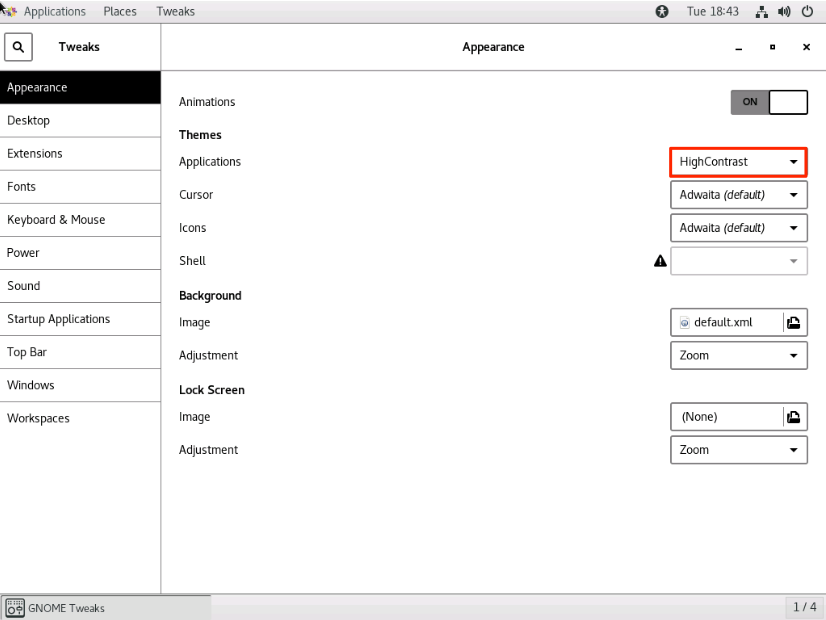 Applications Places Tweaks Tue 18:43
Tweaks Appearance
Appearance
Desktop
Extensions
Fonts
Keyboard & Mouse
Power
Sound
Startup Applications
Top Bar
Windows
Workspaces
Animations ON
Themes
Applications HighContrast
Cursor Adwaita (default)
Icons Adwaita (default)
Shell
Background
Image default.xml
Adjustment Zoom
Lock Screen
Image (None)
Adjustment Zoom
GNOME Tweaks 1 / 4